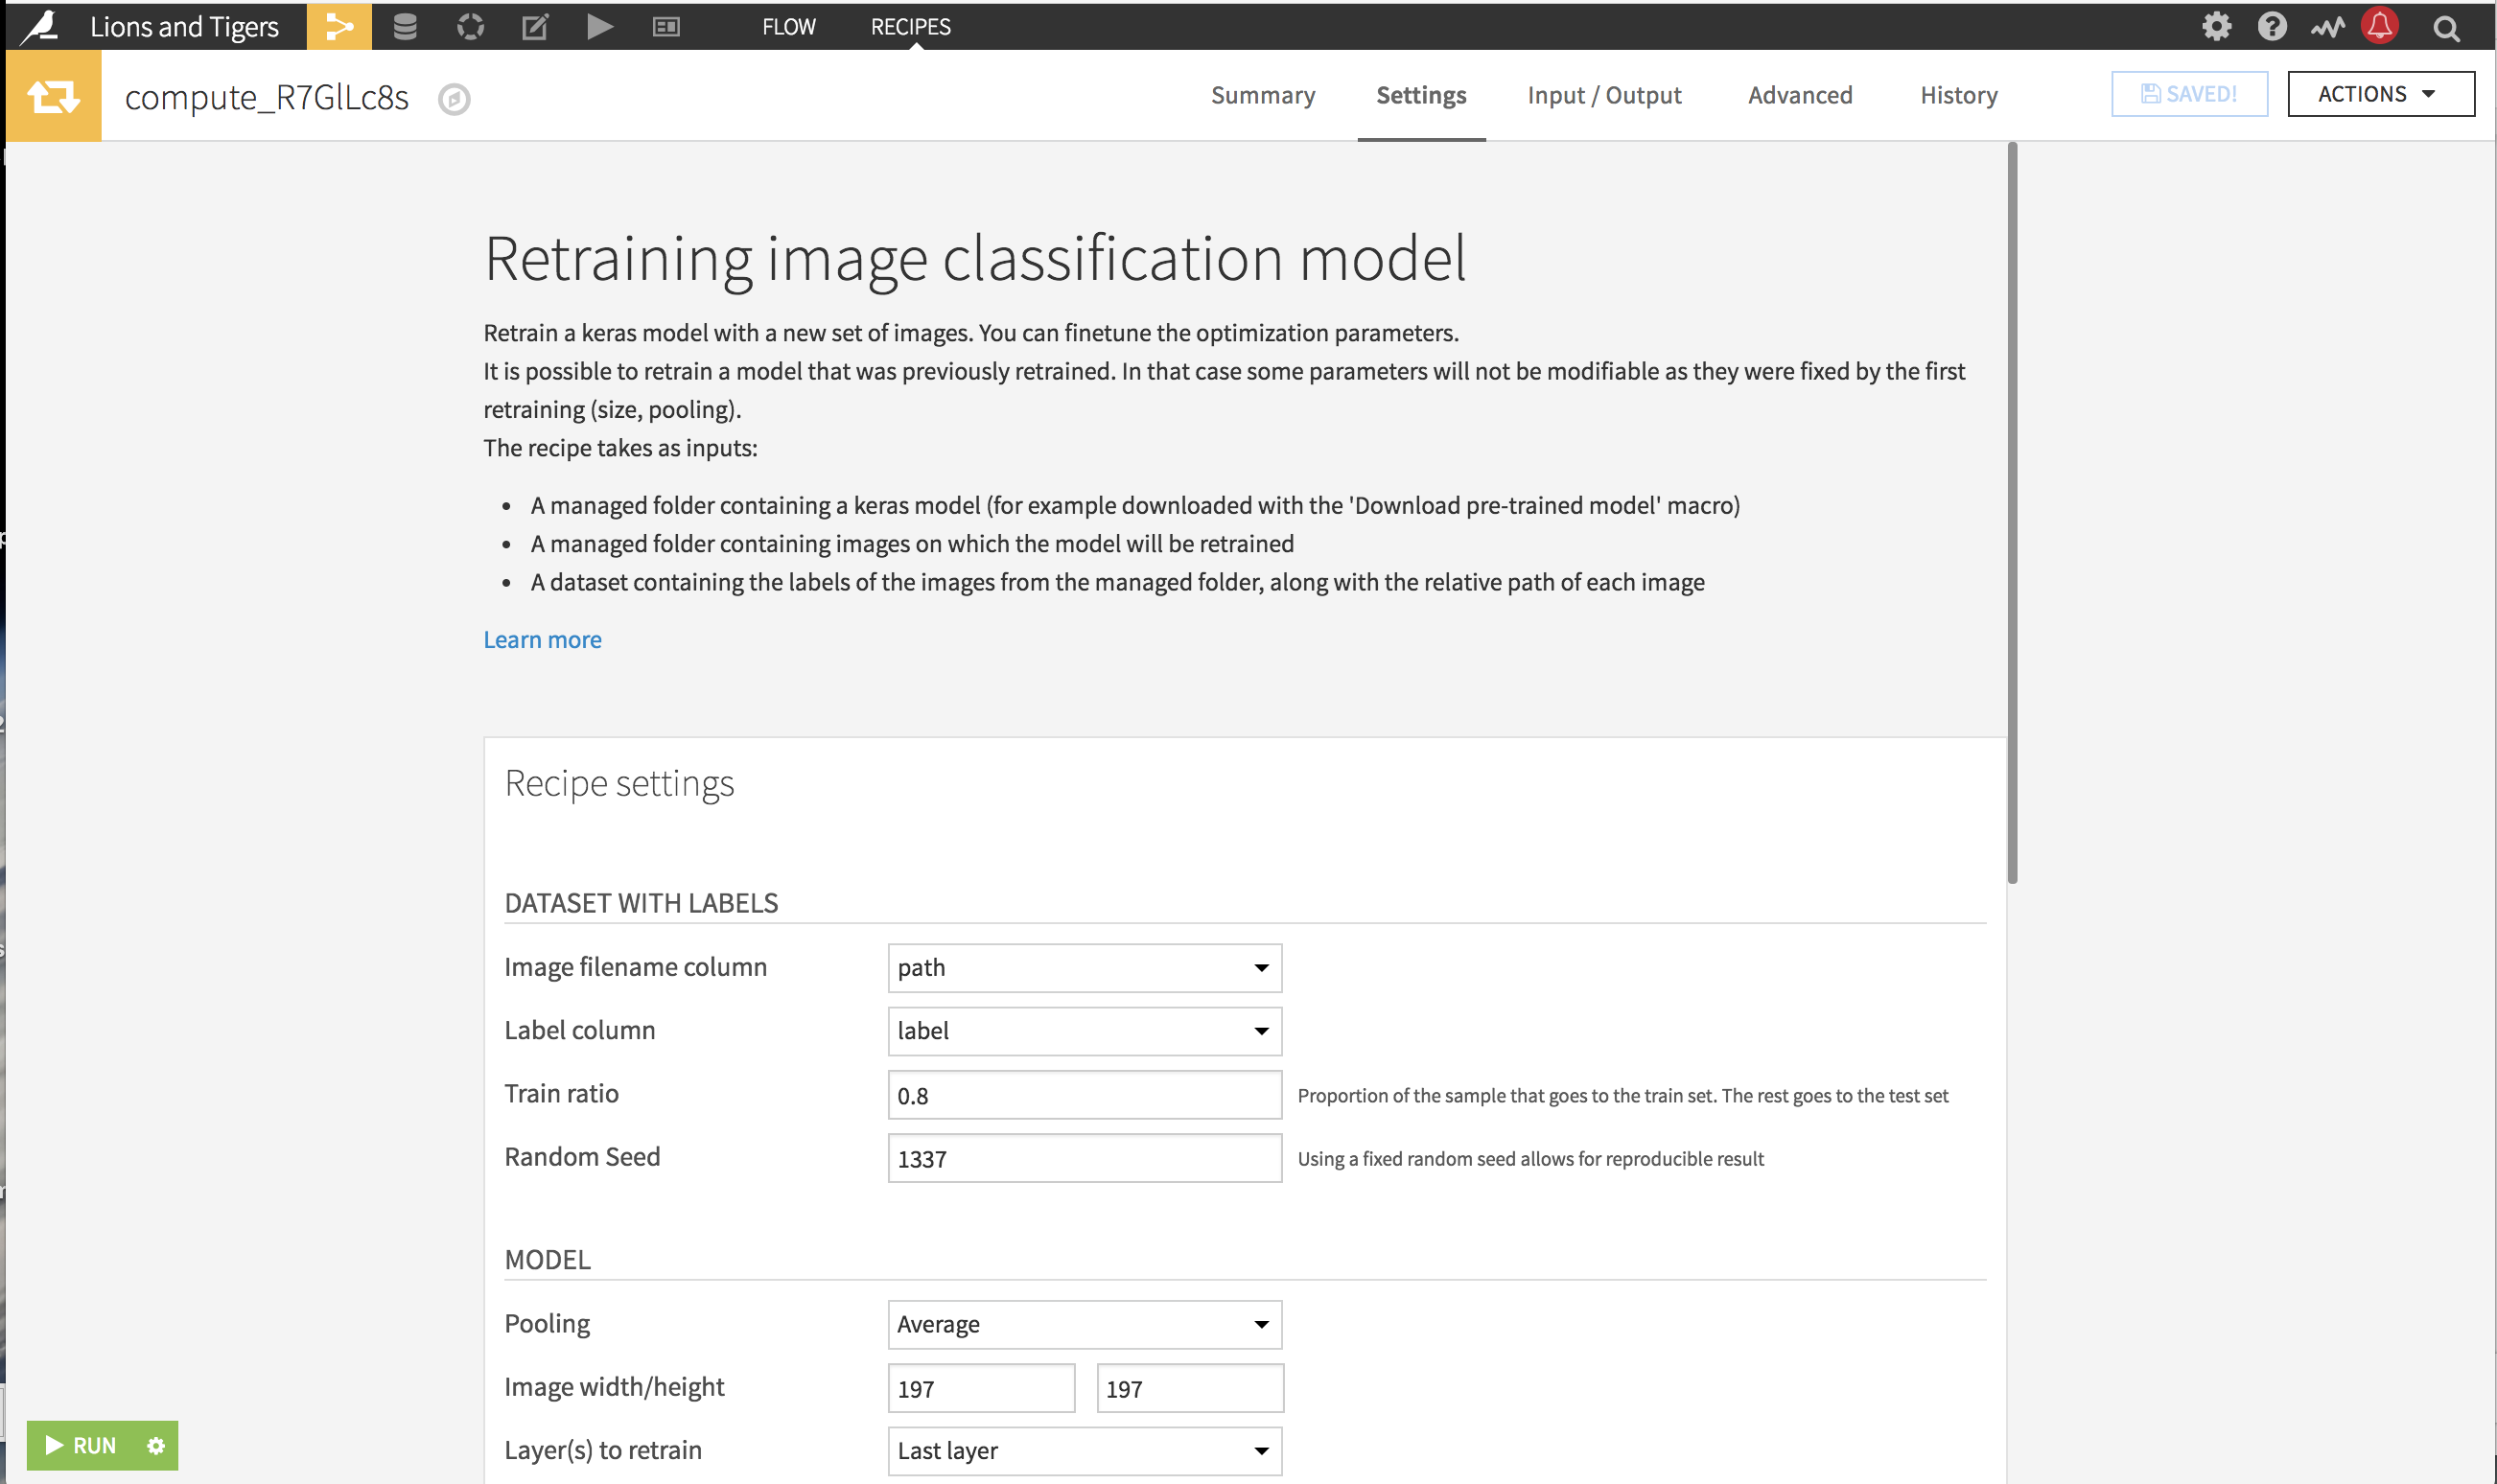 Lions and Tigers
FLOW
RECIPES
compute_R7GlLc8s
Summary
Settings
Input / Output
Advanced
History
SAVED!
ACTIONS
Retraining image classification model
Retrain a keras model with a new set of images. You can finetune the optimization parameters.
It is possible to retrain a model that was previously retrained. In that case some parameters will not be modifiable as they were fixed by the first
retraining (size, pooling).
The recipe takes as inputs:
• A managed folder containing a keras model (for example downloaded with the 'Download pre-trained model' macro)
• A managed folder containing images on which the model will be retrained
• A dataset containing the labels of the images from the managed folder, along with the relative path of each image
Learn more
Recipe settings
DATASET WITH LABELS
Image filename column
path
Label column
label
Train ratio
0.8
Proportion of the sample that goes to the train set. The rest goes to the test set
Random Seed
1337
Using a fixed random seed allows for reproducible result
MODEL
Pooling
Average
Image width/height
197
197
Layer(s) to retrain
Last layer
RUN